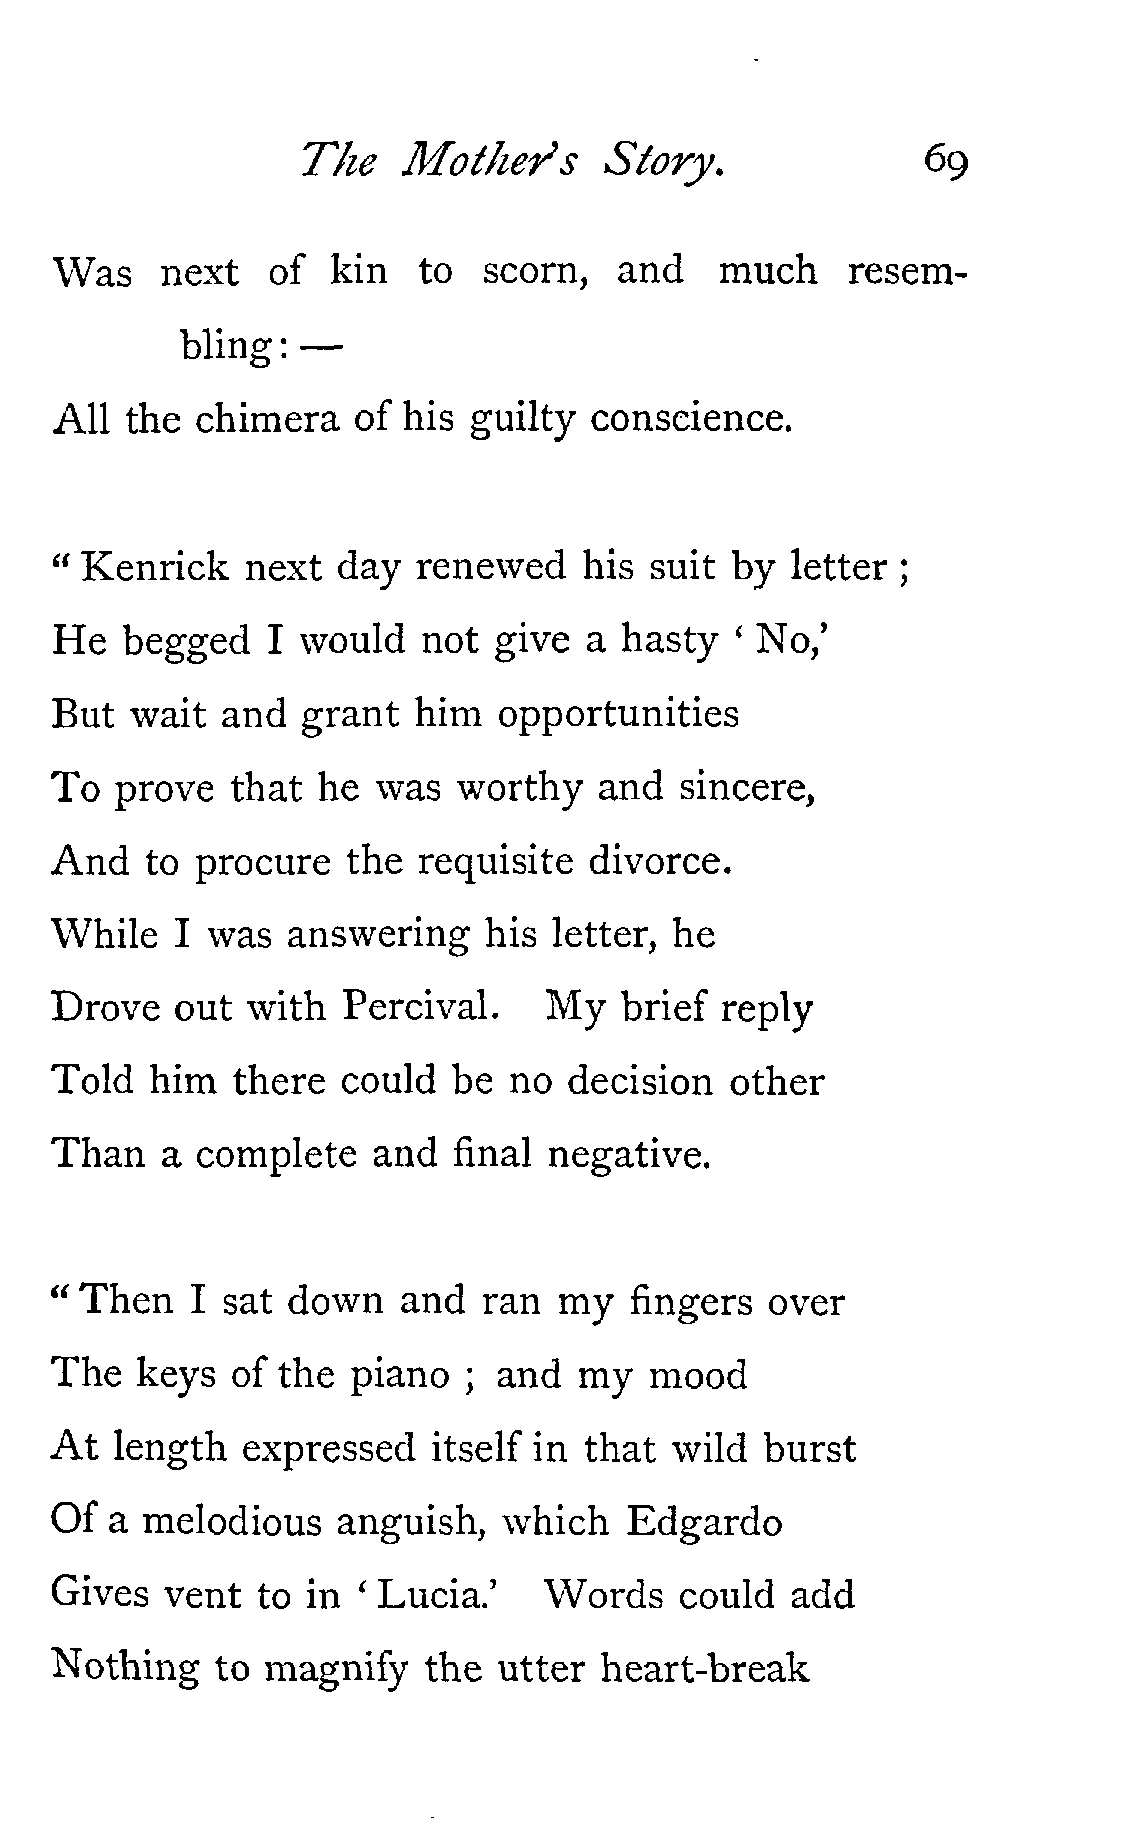 The Mother's Story. 69
Was next of kin to scorn, and much resem-
bling: —
All the chimera of his guilty conscience.
“ Kenrick next day renewed his suit by letter ;
He begged I would not give a hasty ‘ No,’
But wait and grant him opportunities
To prove that he was worthy and sincere,
And to procure the requisite divorce.
While I was answering his letter, he
Drove out with Percival. My brief reply
Told him there could be no decision other
Than a complete and final negative.
“ Then I sat down and ran my fingers over
The keys of the piano ; and my mood
At length expressed itself in that wild burst
Of a melodious anguish, which Edgardo
Gives vent to in ‘ Lucia.’ Words could add
Nothing to magnify the utter heart-break